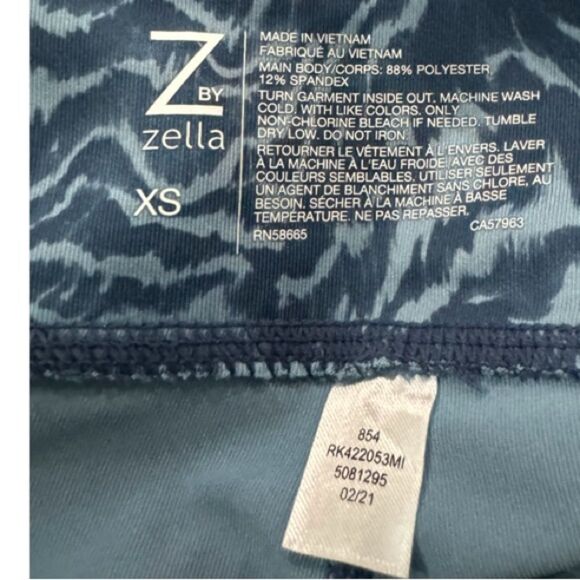 Z BY
zella
XS
MADE IN VIETNAM
FABRIQUÉ AU VIETNAM
MAIN BODY/CORPS: 88% POLYESTER
12% SPANDEX
TURN GARMENT INSIDE OUT. MACHINE WASH
COLD. WITH LIKE COLORS. ONLY
NON-CHLORINE BLEACH IF NEEDED. TUMBLE
DRY LOW. DO NOT IRON.
RETOURNER LE VÊTEMENT À L'ENVERS. LAVER
À LA MACHINE À L'EAU FROIDE AVEC DES
COULEURS SEMBLABLES. UTILISER SEULEMENT
UN AGENT DE BLANCHIMENT SANS CHLORE, AU
BESOIN. SÉCHER À LA MACHINE À BASSE
TEMPÉRATURE. NE PAS REPASSER.
RN58665 CA57963
854
RK422053MI
5081295
02/21